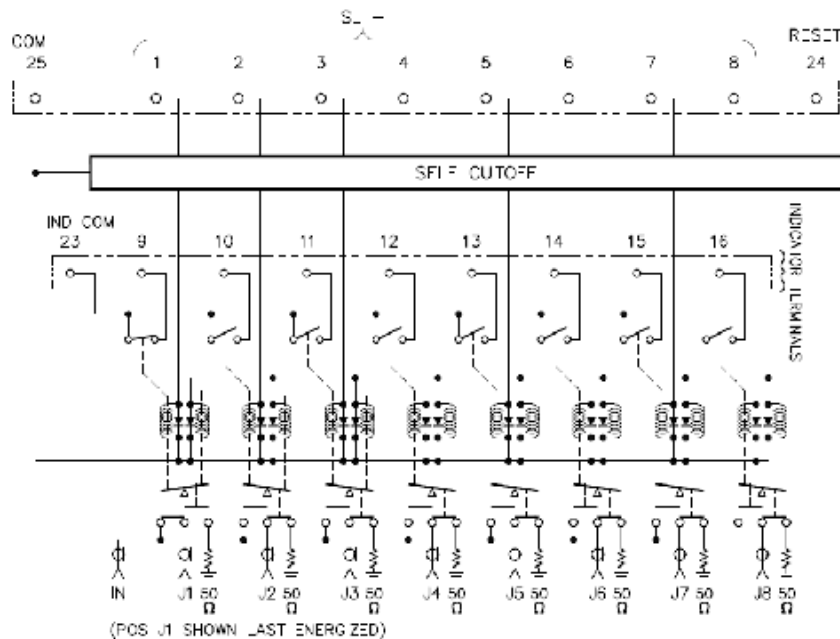 COM
RESET
25 1 2 3 4 5 6 7 8 24
SELF CUTOFF
IND COM
23 9 10 11 12 13 14 15 16
INDICATOR TERMINALS
IN J1 50 Ω J2 50 Ω J3 50 Ω J4 50 Ω J5 50 Ω J6 50 Ω J7 50 Ω J8 50 Ω
(POS J1 SHOWN LAST ENERGIZED)